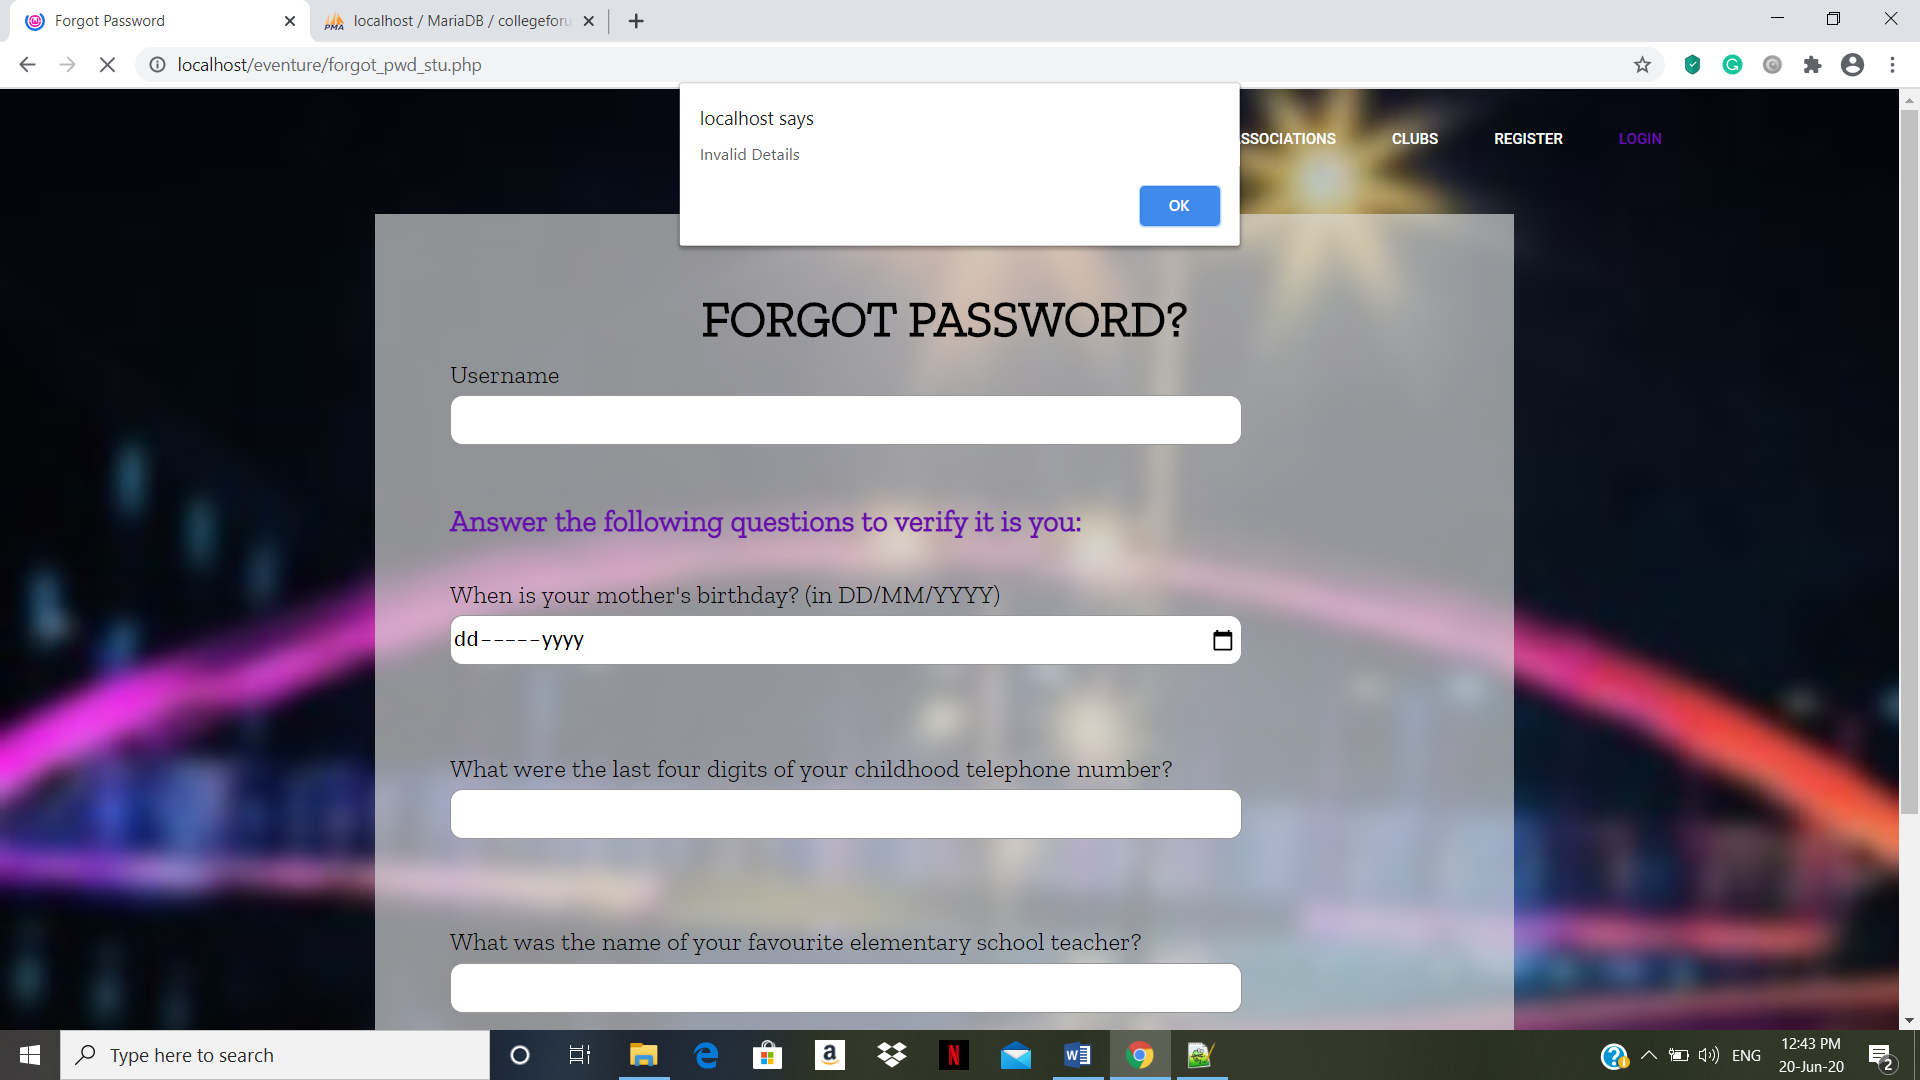 Forgot Password
localhost / MariaDB / collegeforu
localhost/eventure/forgot_pwd_stu.php
localhost says
Invalid Details
OK
SSOCIATIONS
CLUBS
REGISTER
LOGIN
FORGOT PASSWORD?
Username
Answer the following questions to verify it is you:
When is your mother's birthday? (in DD/MM/YYYY)
dd-----yyyy
What were the last four digits of your childhood telephone number?
What was the name of your favourite elementary school teacher?
Type here to search
ENG
12:43 PM
20-Jun-20
2